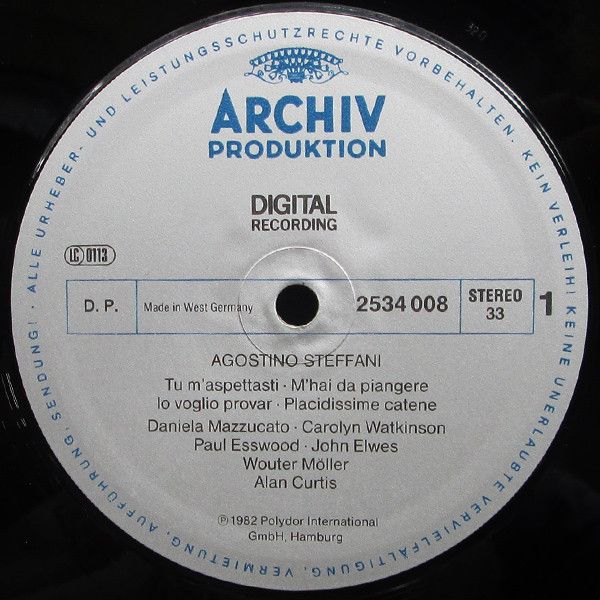 ALLE URHEBER- UND LEISTUNGSSCHUTZRECHTE VORBEHALTEN. KEIN VERLEIH! KEINE UNERLAUBTE VERVIELFÄLTIGUNG, VERMIETUNG, AUFFÜHRUNG, SENDUNG! ·
ARCHIV
PRODUKTION
DIGITAL
RECORDING
LC 0113
D. P.
Made in West Germany
2534 008
STEREO
33
1
AGOSTINO STEFFANI
Tu m'aspettasti · M'hai da piangere
Io voglio provar · Placidissime catene
Daniela Mazzucato · Carolyn Watkinson
Paul Esswood · John Elwes
Wouter Möller
Alan Curtis
Ⓟ 1982 Polydor International
GmbH, Hamburg